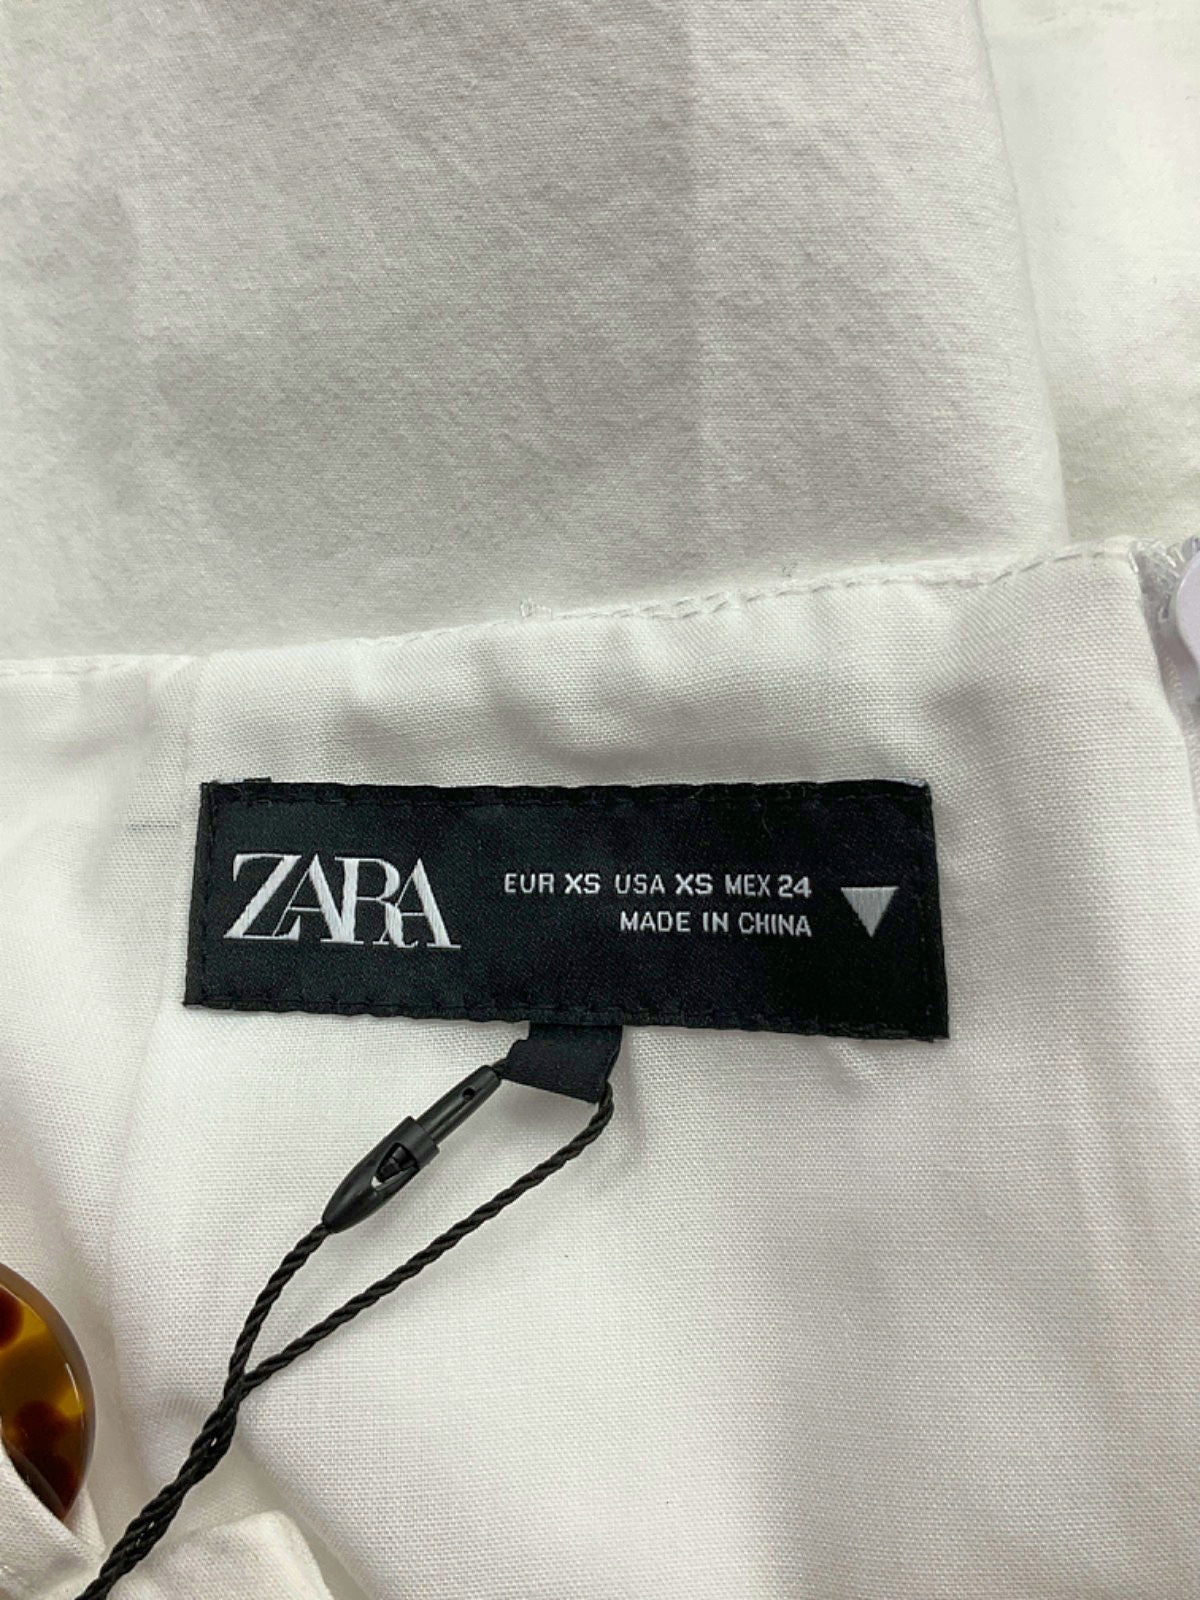 ZARA
EUR XS USA XS MEX 24
MADE IN CHINA